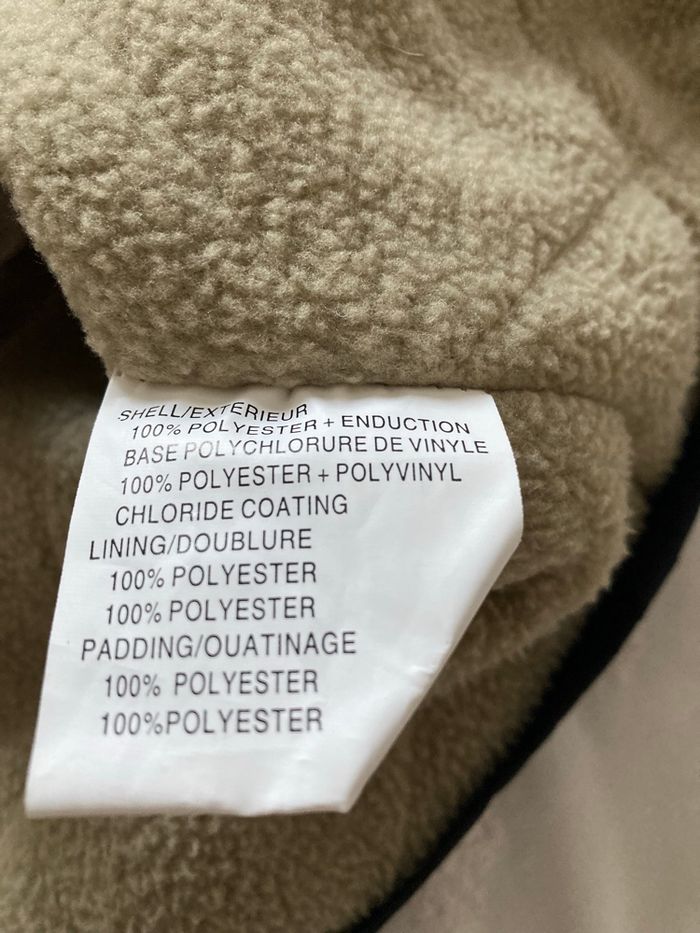 SHELL/EXTERIEUR
100% POLYESTER + ENDUCTION
BASE POLYCHLORURE DE VINYLE
100% POLYESTER + POLYVINYL
CHLORIDE COATING
LINING/DOUBLURE
100% POLYESTER
100% POLYESTER
PADDING/OUATINAGE
100% POLYESTER
100%POLYESTER